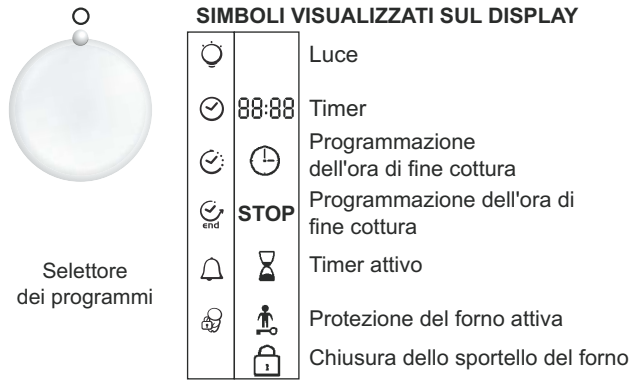 SIMBOLI VISUALIZZATI SUL DISPLAY
Luce
88:88 Timer
Programmazione
dell'ora di fine cottura
end STOP Programmazione dell'ora di
fine cottura
Timer attivo
Selettore
dei programmi
Protezione del forno attiva
Chiusura dello sportello del forno